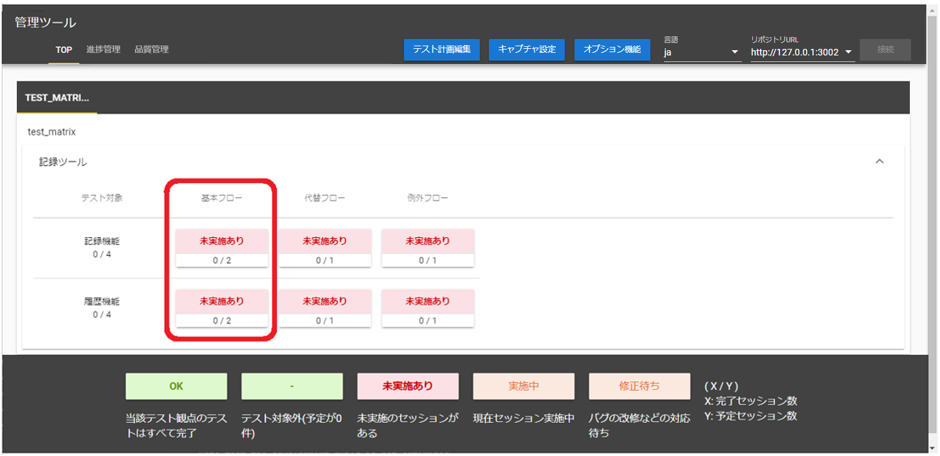 管理ツール
TOP 進捗管理 品質管理 テスト計画編集 キャプチャ設定 オプション機能 言語 ja リポジトリURL http://127.0.0.1:3002 接続
TEST_MATRI...
test_matrix
記録ツール
テスト対象 基本フロー 代替フロー 例外フロー
記録機能 未実施あり 未実施あり 未実施あり
0 / 4 0 / 2 0 / 1 0 / 1
履歴機能 未実施あり 未実施あり 未実施あり
0 / 4 0 / 2 0 / 1 0 / 1
OK - 未実施あり 実施中 修正待ち ( X / Y )
X: 完了セッション数
Y: 予定セッション数
当該テスト観点のテス
トはすべて完了
テスト対象外(予定が0
件)
未実施のセッションが
ある
現在セッション実施中
バグの改修などの対応
待ち